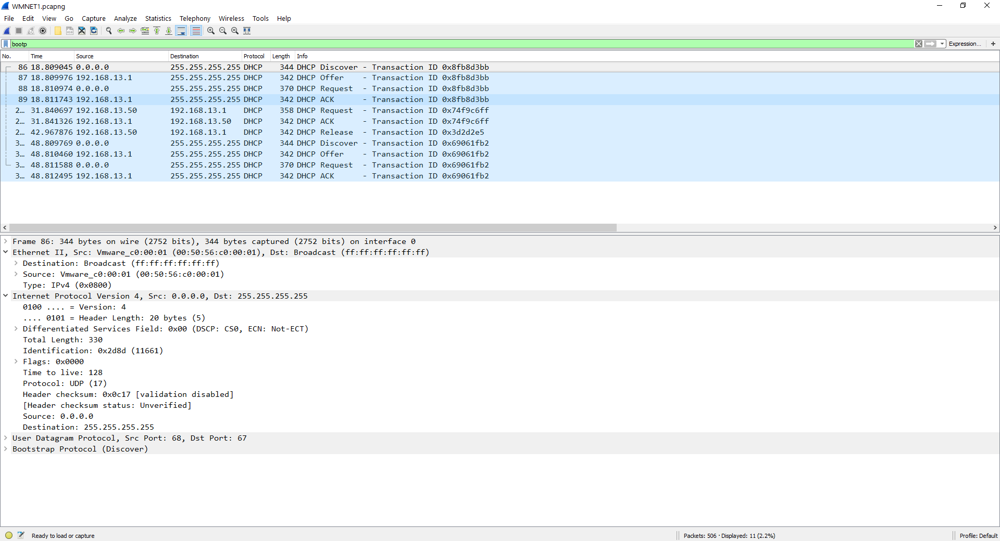 WMNET1.pcapng
File Edit View Go Capture Analyze Statistics Telephony Wireless Tools Help
bootp Expression... +
No. Time Source Destination Protocol Length Info
86 18.809045 0.0.0.0 255.255.255.255 DHCP 344 DHCP Discover - Transaction ID 0x8fb8d3bb
87 18.809976 192.168.13.1 255.255.255.255 DHCP 342 DHCP Offer - Transaction ID 0x8fb8d3bb
88 18.810974 0.0.0.0 255.255.255.255 DHCP 370 DHCP Request - Transaction ID 0x8fb8d3bb
89 18.811743 192.168.13.1 255.255.255.255 DHCP 342 DHCP ACK - Transaction ID 0x8fb8d3bb
2... 31.840697 192.168.13.50 192.168.13.1 DHCP 358 DHCP Request - Transaction ID 0x74f9c6ff
2... 31.841326 192.168.13.1 192.168.13.50 DHCP 342 DHCP ACK - Transaction ID 0x74f9c6ff
2... 42.967876 192.168.13.50 192.168.13.1 DHCP 342 DHCP Release - Transaction ID 0x3d2d2e5
3... 48.809769 0.0.0.0 255.255.255.255 DHCP 344 DHCP Discover - Transaction ID 0x69061fb2
3... 48.810460 192.168.13.1 255.255.255.255 DHCP 342 DHCP Offer - Transaction ID 0x69061fb2
3... 48.811588 0.0.0.0 255.255.255.255 DHCP 370 DHCP Request - Transaction ID 0x69061fb2
3... 48.812495 192.168.13.1 255.255.255.255 DHCP 342 DHCP ACK - Transaction ID 0x69061fb2
Frame 86: 344 bytes on wire (2752 bits), 344 bytes captured (2752 bits) on interface 0
Ethernet II, Src: Vmware_c0:00:01 (00:50:56:c0:00:01), Dst: Broadcast (ff:ff:ff:ff:ff:ff)
Destination: Broadcast (ff:ff:ff:ff:ff:ff)
Source: Vmware_c0:00:01 (00:50:56:c0:00:01)
Type: IPv4 (0x0800)
Internet Protocol Version 4, Src: 0.0.0.0, Dst: 255.255.255.255
0100 .... = Version: 4
.... 0101 = Header Length: 20 bytes (5)
Differentiated Services Field: 0x00 (DSCP: CS0, ECN: Not-ECT)
Total Length: 330
Identification: 0x2d8d (11661)
Flags: 0x0000
Time to live: 128
Protocol: UDP (17)
Header checksum: 0x0c17 [validation disabled]
[Header checksum status: Unverified]
Source: 0.0.0.0
Destination: 255.255.255.255
User Datagram Protocol, Src Port: 68, Dst Port: 67
Bootstrap Protocol (Discover)
Ready to load or capture Packets: 506 · Displayed: 11 (2.2%) Profile: Default